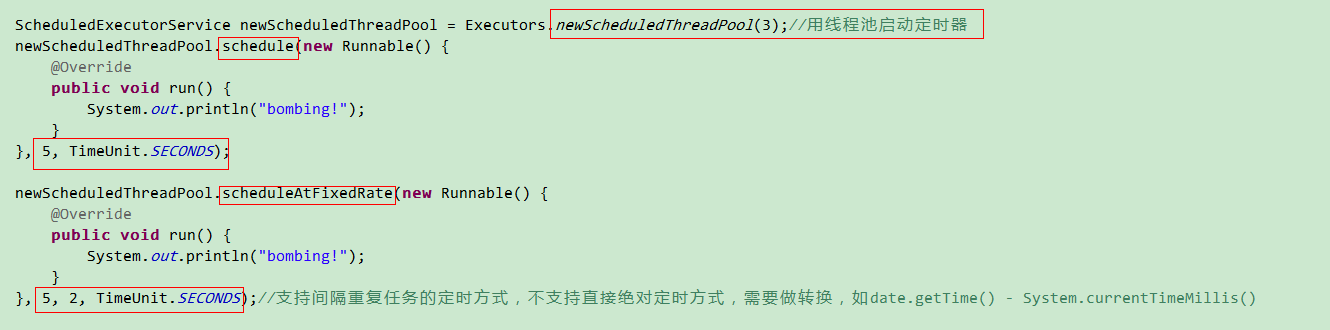 ScheduledExecutorService newScheduledThreadPool = Executors.newScheduledThreadPool(3);//用线程池启动定时器
newScheduledThreadPool.schedule(new Runnable() {
    @Override
    public void run() {
        System.out.println("bombing!");
    }
}, 5, TimeUnit.SECONDS);
newScheduledThreadPool.scheduleAtFixedRate(new Runnable() {
    @Override
    public void run() {
        System.out.println("bombing!");
    }
}, 5, 2, TimeUnit.SECONDS);//支持间隔重复任务的定时方式，不支持直接绝对定时方式，需要做转换，如date.getTime() - System.currentTimeMillis()